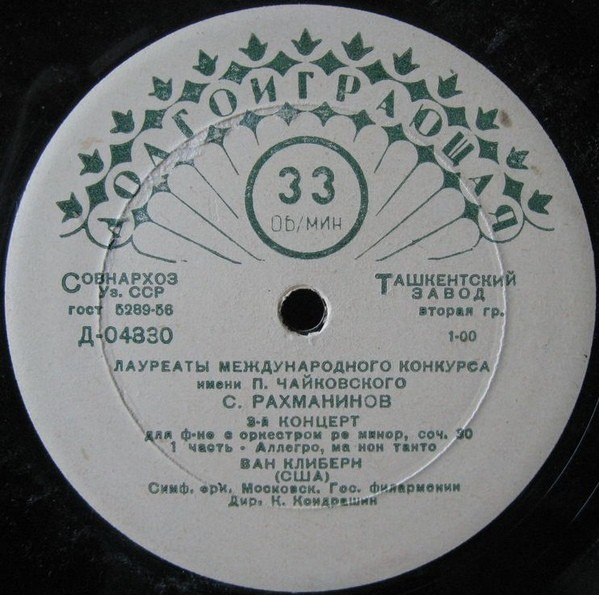 ДОЛГОИГРАЮЩАЯ
33
ОБ/МИН
СОВНАРХОЗ
УЗ. ССР
ГОСТ 5289-56
Д-04830
ТАШКЕНТСКИЙ
ЗАВОД
ВТОРАЯ ГР.
1-00
ЛАУРЕАТЫ МЕЖДУНАРОДНОГО КОНКУРСА
ИМЕНИ П. ЧАЙКОВСКОГО
С. РАХМАНИНОВ
3-й КОНЦЕРТ
для ф-но с оркестром ре минор, соч. 30
1 часть - Аллегро, ма нон танто
ВАН КЛИБЕРН
(США)
Симф. орк. Московск. Гос. филармении
Дир. К. Кондрашин